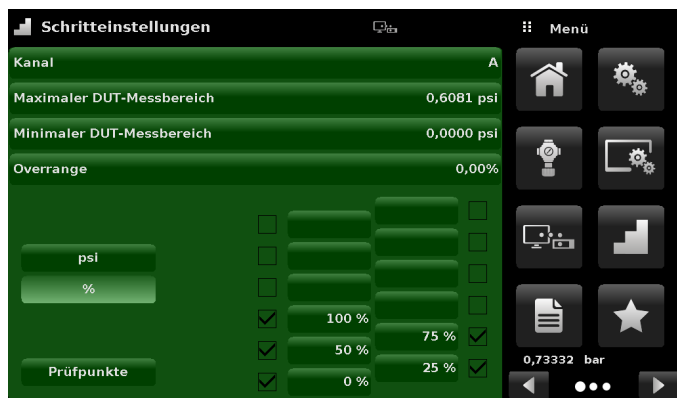 Schritteinstellungen
Menü
Kanal A
Maximaler DUT-Messbereich 0,6081 psi
Minimaler DUT-Messbereich 0,0000 psi
Overrange 0,00%
psi
%
100 %
75 %
50 %
25 %
0 %
Prüfpunkte
0,73332 bar